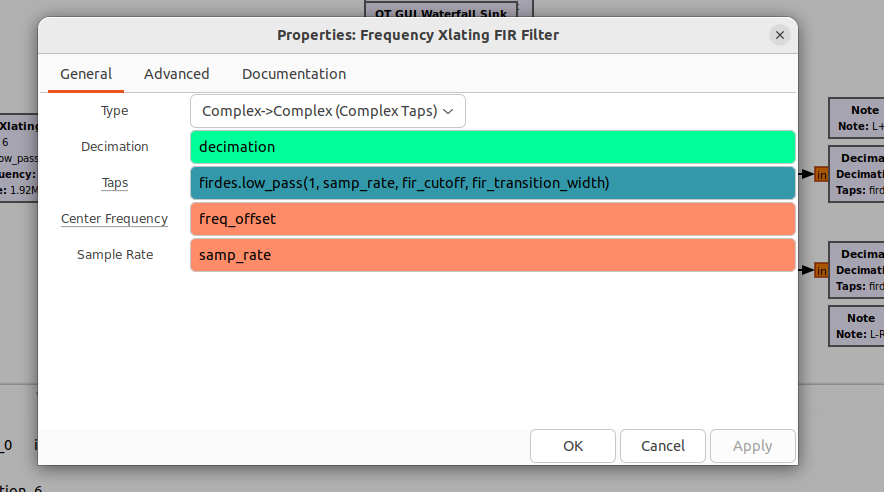 QT GUI Waterfall Sink
Properties: Frequency Xlating FIR Filter
General Advanced Documentation
Type Complex->Complex (Complex Taps)
Decimation decimation
Taps firdes.low_pass(1, samp_rate, fir_cutoff, fir_transition_width)
Center Frequency freq_offset
Sample Rate samp_rate
OK Cancel Apply
Xlating
6
low_pass
uency:
e: 1.92M
Note
Note: L+
Decima
Decimati
Taps: fird
in
Decima
Decimati
Taps: fird
in
Note
Note: L-R
_0 i
tion 6